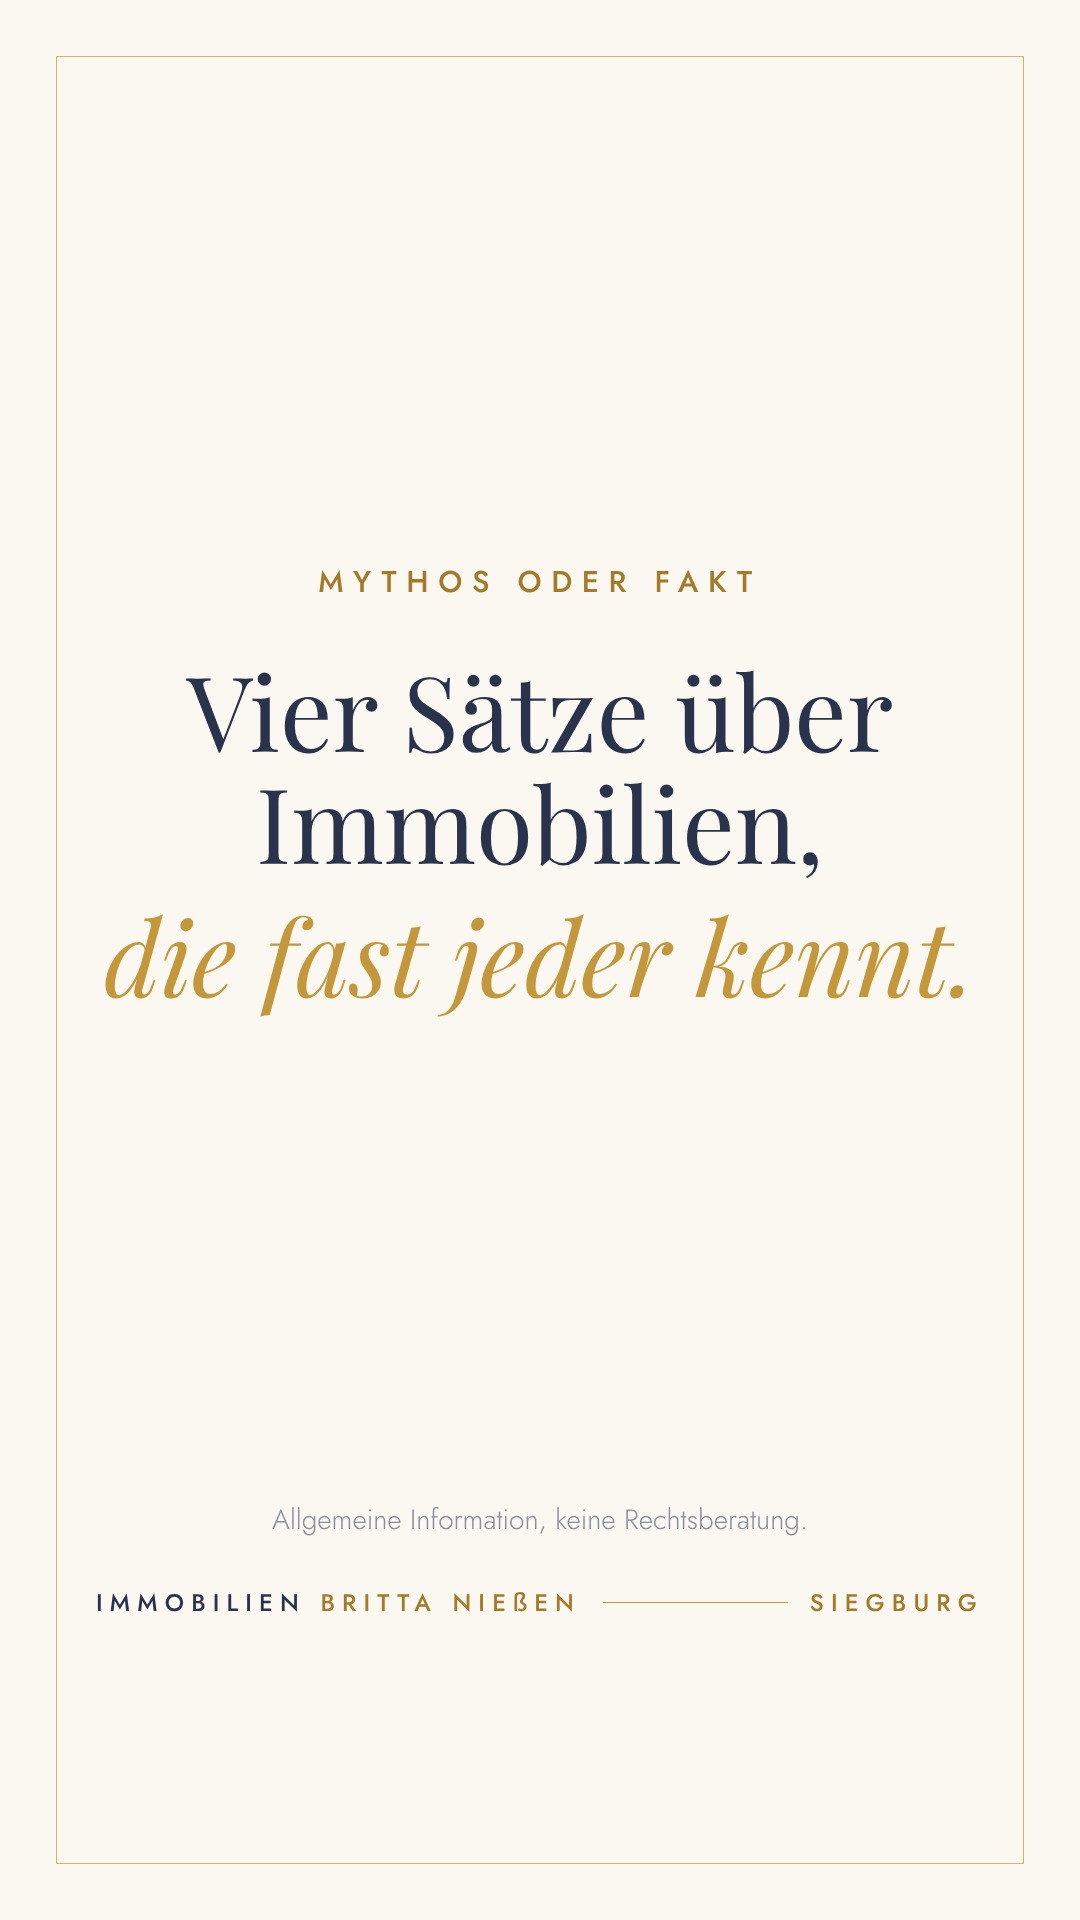 MYTHOS ODER FAKT
Vier Sätze über
Immobilien,
die fast jeder kennt.
Allgemeine Information, keine Rechtsberatung.
IMMOBILIEN BRITTA NIEßEN SIEGBURG